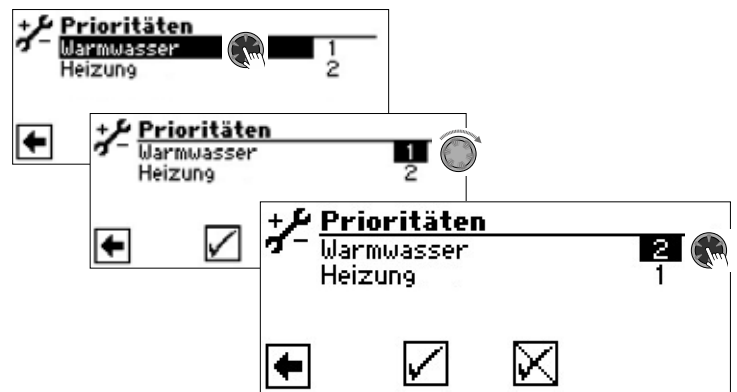 Prioritäten
Warmwasser 1
Heizung 2
Prioritäten
Warmwasser 1
Heizung 2
Prioritäten
Warmwasser 2
Heizung 1